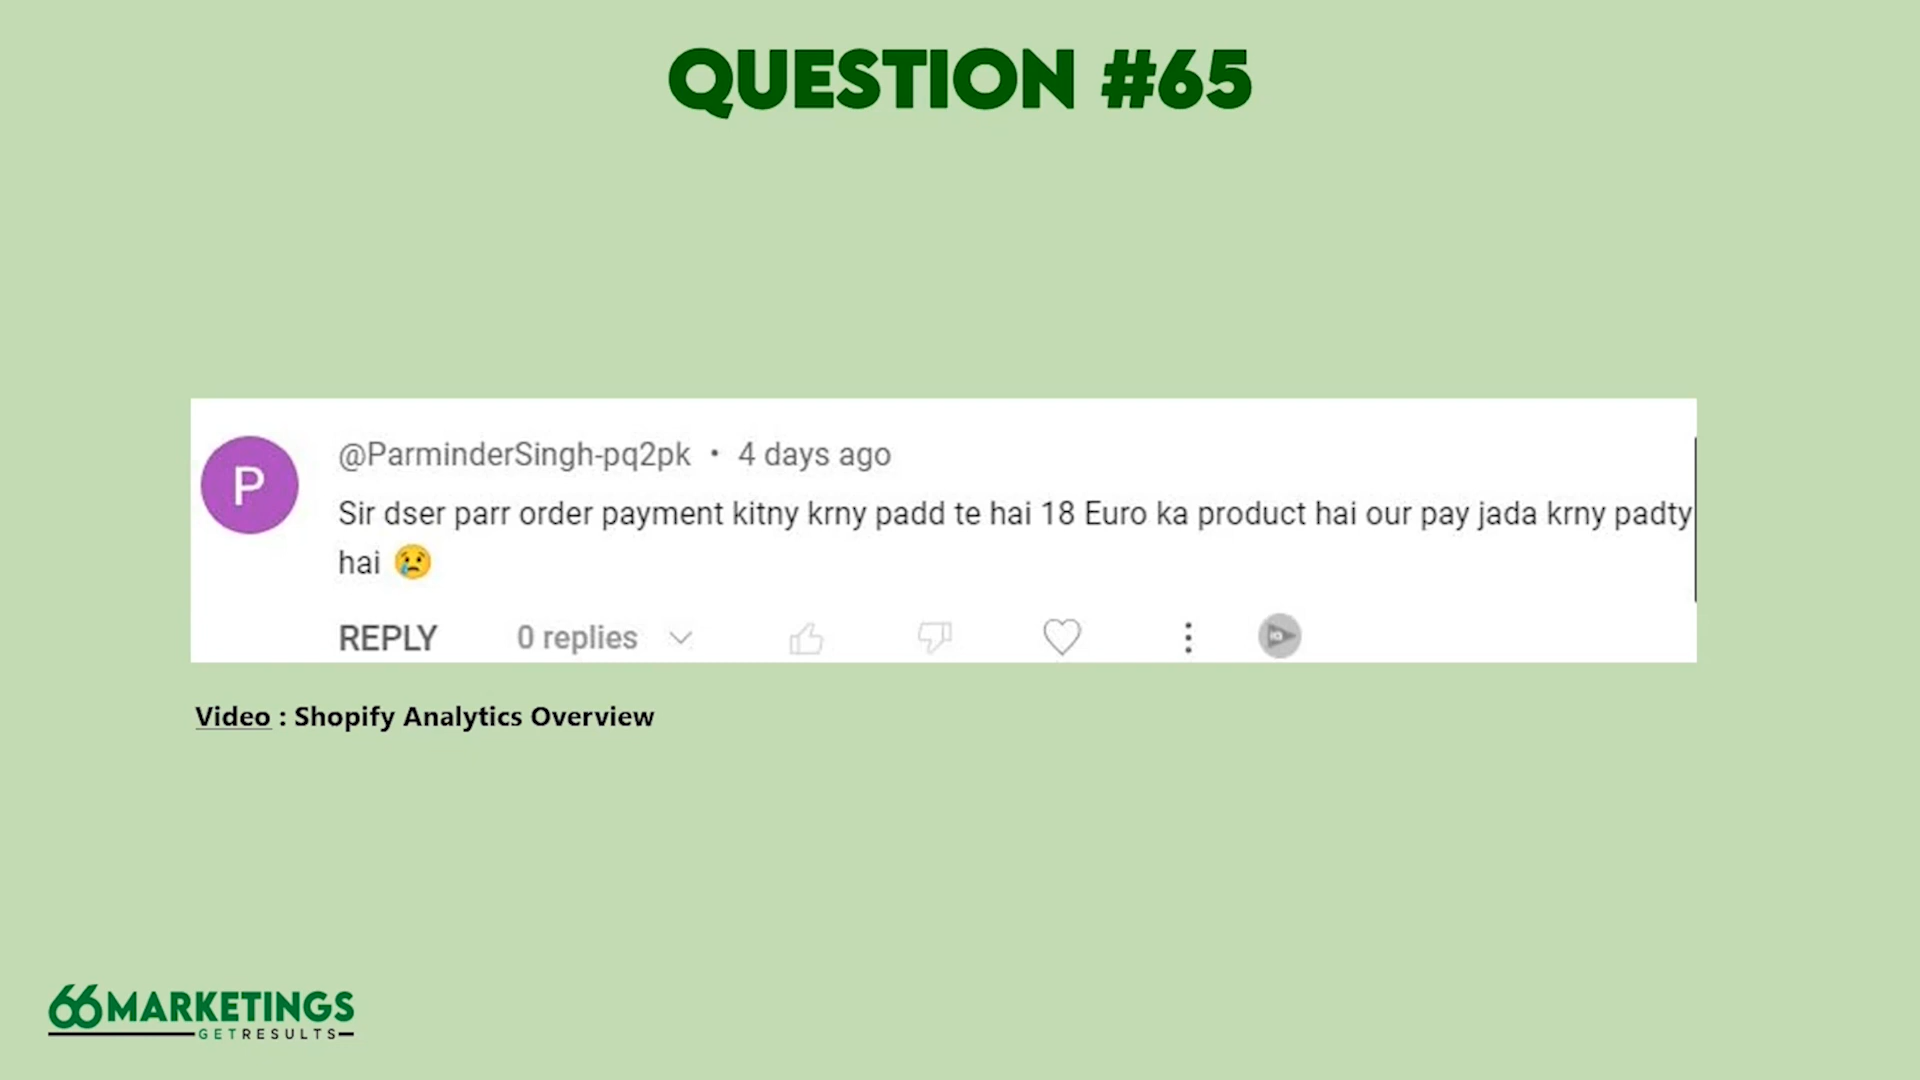 QUESTION #65
P
@ParminderSingh-pq2pk • 4 days ago
Sir dser parr order payment kitny krny padd te hai 18 Euro ka product hai our pay jada krny padty
hai 😢
REPLY 0 replies
Video : Shopify Analytics Overview
66MARKETINGS
GETRESULTS